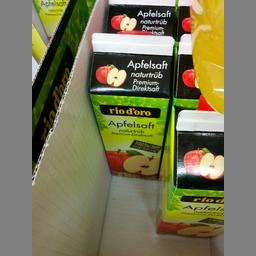 Apfelsaft
naturtrüb
Premium-
Direktsaft
Apfelsaft
naturtrüb
Premium-
Direktsaft
rio d'oro
Apfelsaft
naturtrüb
Premium-Direktsaft
rio d'oro
Apfelsaft